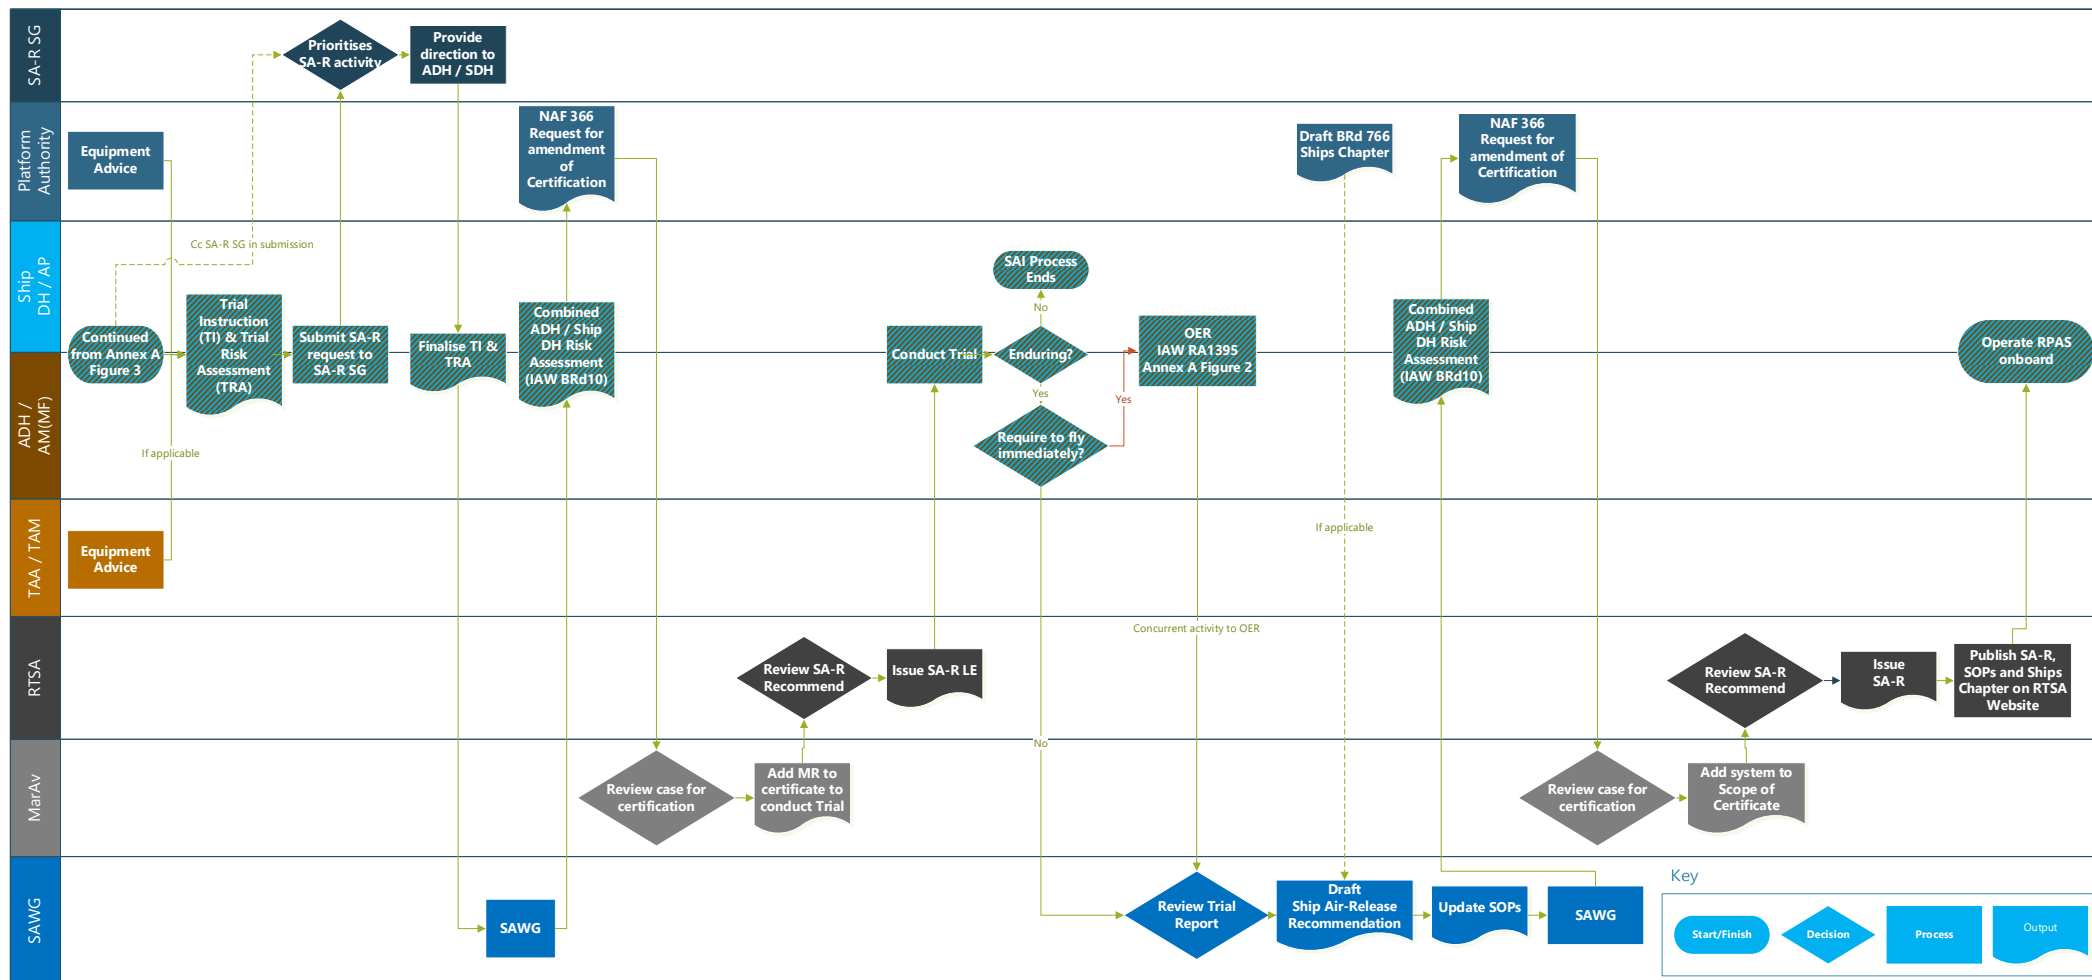 SA-R SG
Prioritises
SA-R activity
Provide
direction to
ADH / SDH
Platform
Authority
Equipment
Advice
NAF 366
Request for
amendment
of
Certification
Draft BRd 766
Ships Chapter
NAF 366
Request for
amendment of
Certification
Ship
DH / AP
Cc SA-R SG in submission
SAI Process
Ends
No
Continued
from Annex A
Figure 3
Trial
Instruction
(TI) & Trial
Risk
Assessment
(TRA)
Submit SA-R
request to
SA-R SG
Finalise TI &
TRA
Combined
ADH / Ship
DH Risk
Assessment
(IAW BRd10)
Conduct Trial
Enduring?
OER
IAW RA1395
Annex A Figure 2
Combined
ADH / Ship
DH Risk
Assessment
(IAW BRd10)
Operate RPAS
onboard
ADH /
AM(MF)
Yes
Yes
Require to fly
immediately?
If applicable
TAA / TAM
Equipment
Advice
If applicable
RTSA
Concurrent activity to OER
Review SA-R
Recommend
Issue SA-R LE
Review SA-R
Recommend
Issue
SA-R
Publish SA-R,
SOPs and Ships
Chapter on RTSA
Website
No
MarAv
Review case for
certification
Add MR to
certificate to
conduct Trial
Review case for
certification
Add system to
Scope of
Certificate
SAWG
SAWG
Review Trial
Report
Draft
Ship Air-Release
Recommendation
Update SOPs
SAWG
Key
Start/Finish
Decision
Process
Output